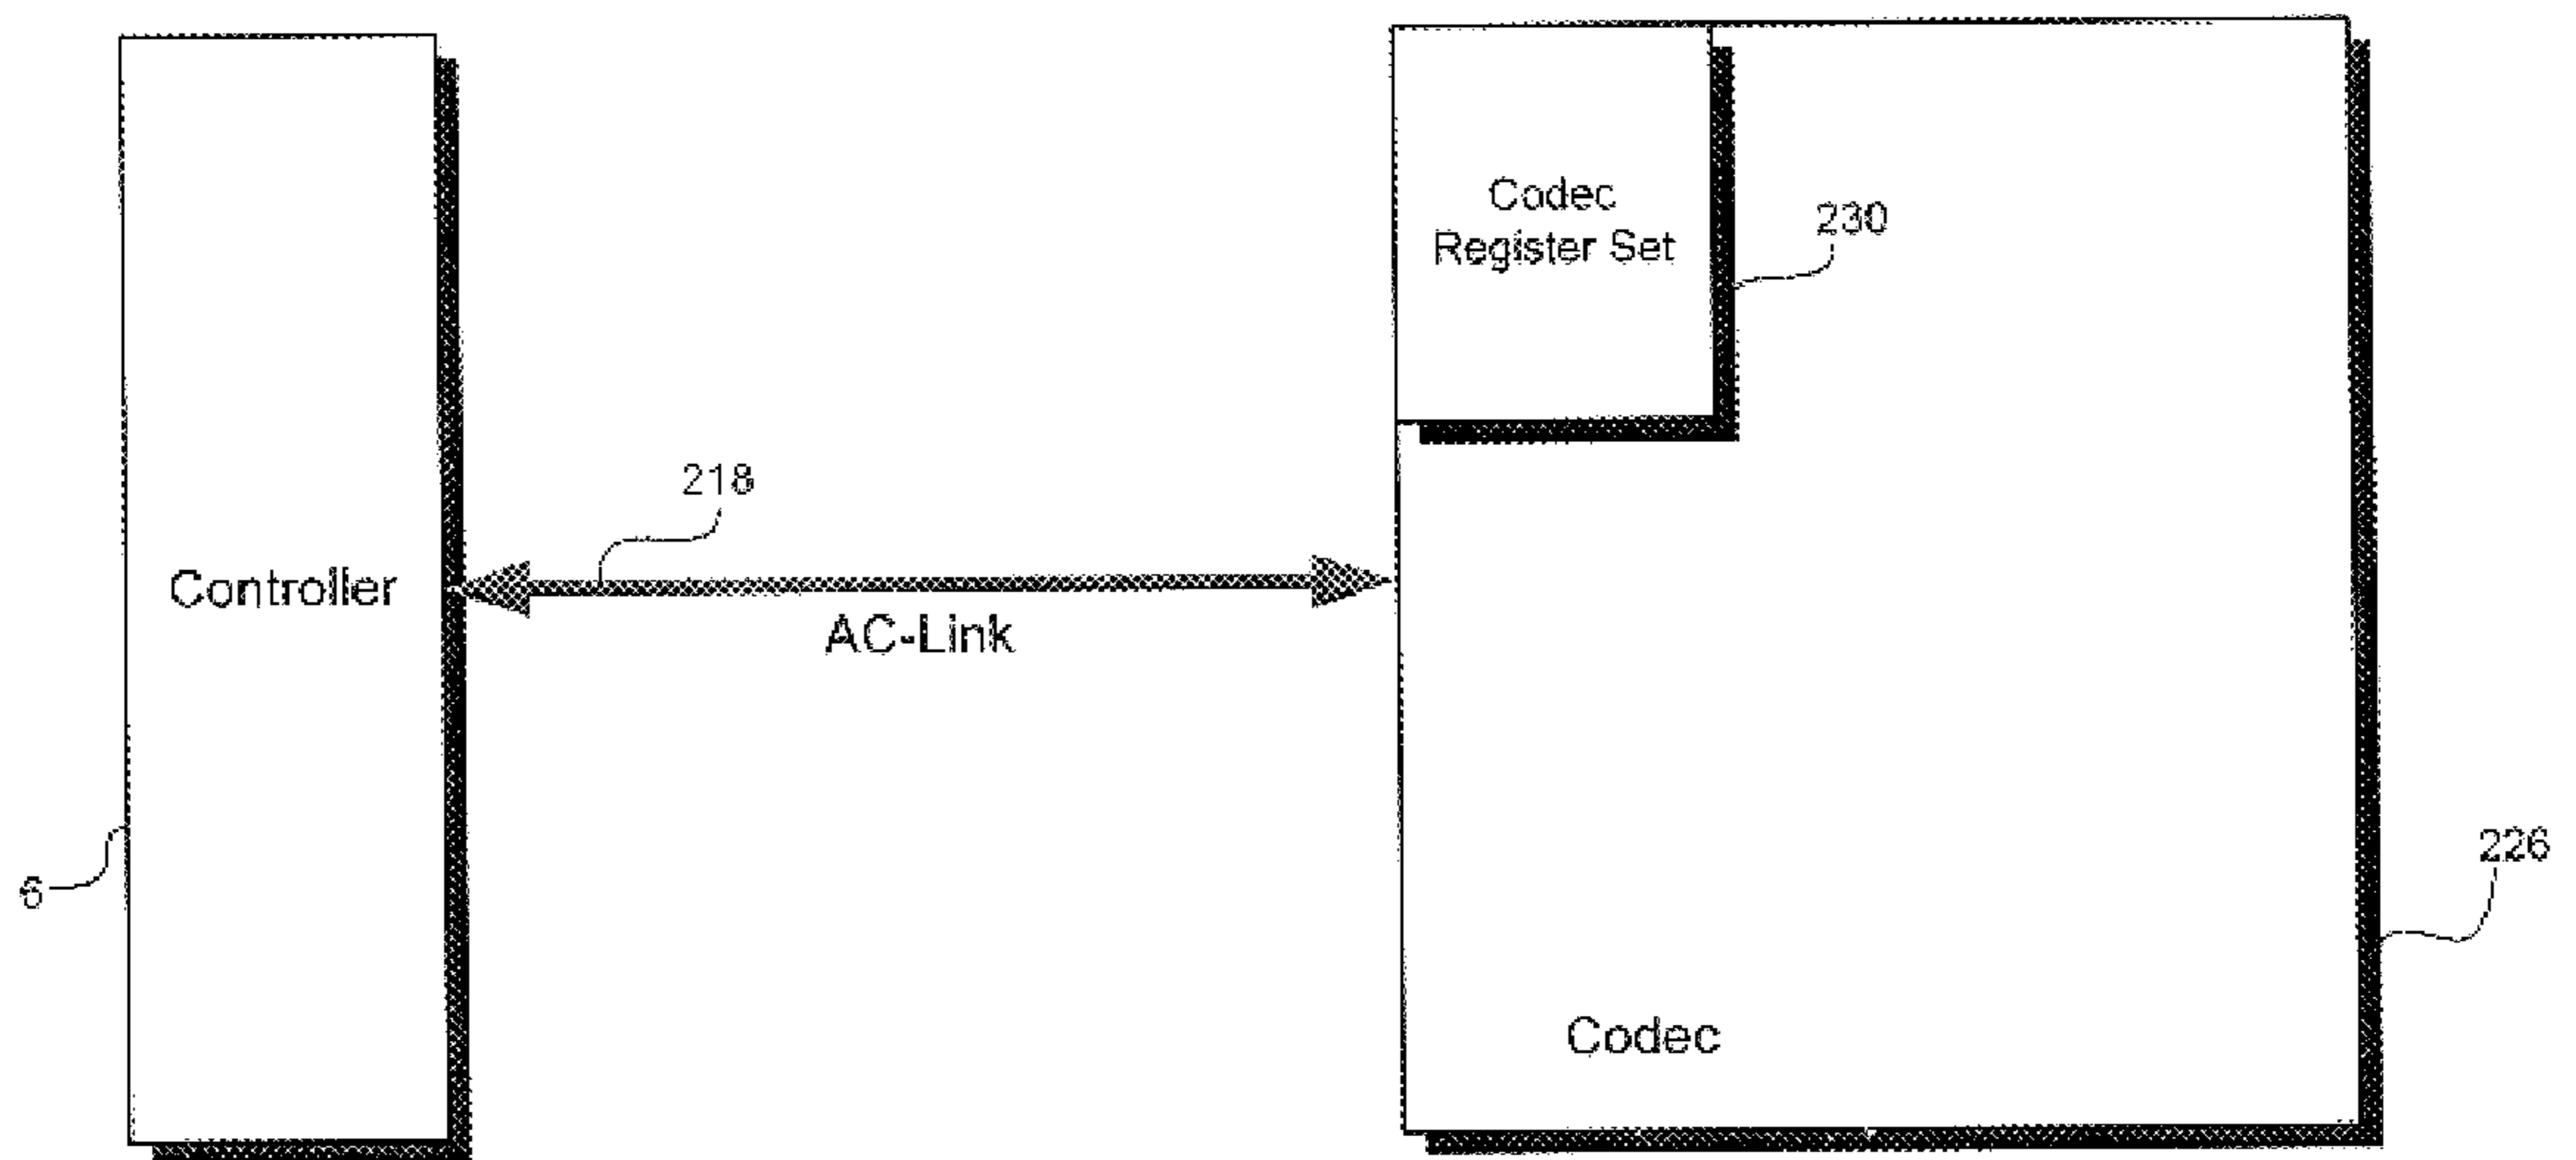 Codec
Register Set
230
218
Controller
AC-Link
6
226
Codec